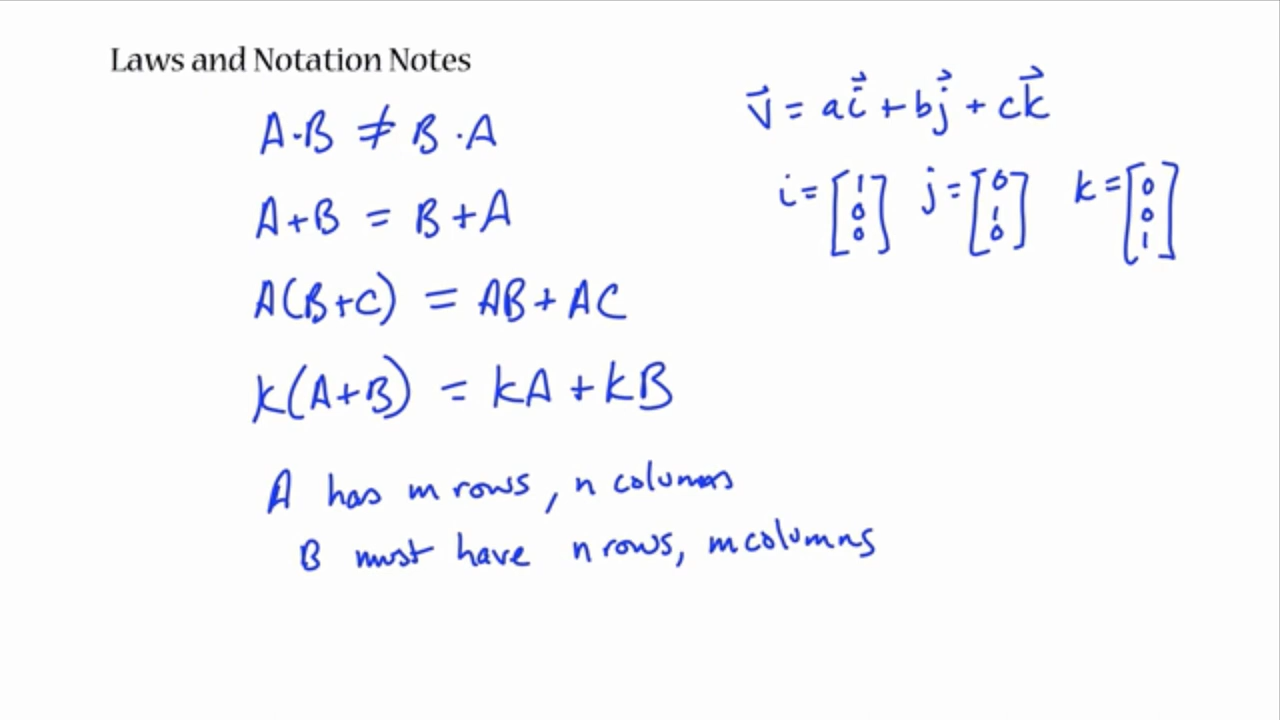 Laws and Notation Notes
A·B ≠ B·A
A+B = B+A
A(B+C) = AB+AC
k(A+B) = kA+kB
A has m rows, n columns
B must have n rows, m columns
v⃗ = ai⃗ + bj⃗ + ck⃗
i = [1 0 0] j = [0 1 0] k = [0 0 1]